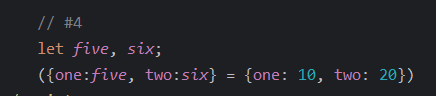 // #4
let five, six;
({one:five, two:six} = {one: 10, two: 20})